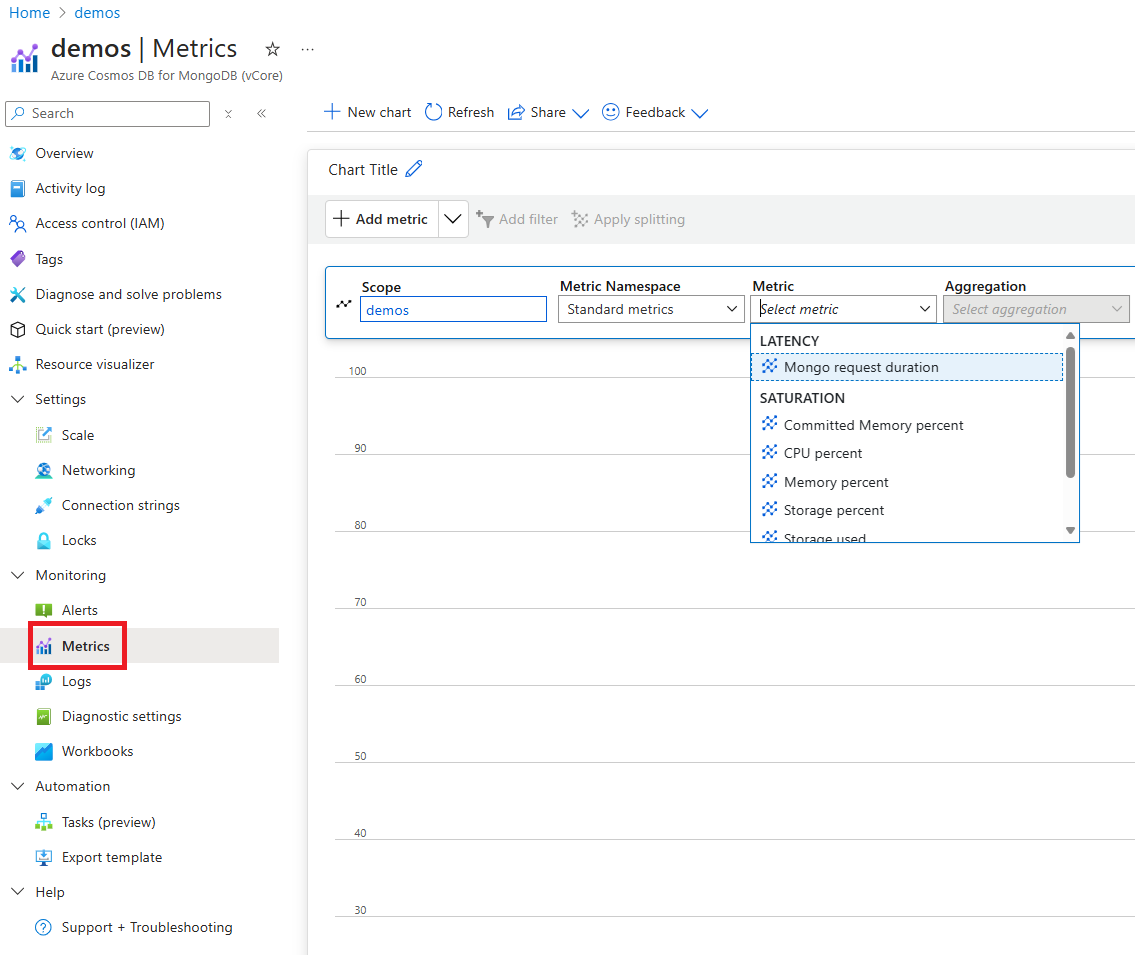 Home > demos
demos | Metrics
Azure Cosmos DB for MongoDB (vCore)
Search
Overview
Activity log
Access control (IAM)
Tags
Diagnose and solve problems
Quick start (preview)
Resource visualizer
Settings
Scale
Networking
Connection strings
Locks
Monitoring
Alerts
Metrics
Logs
Diagnostic settings
Workbooks
Automation
Tasks (preview)
Export template
Help
Support + Troubleshooting
New chart Refresh Share Feedback
Chart Title
Add metric Add filter Apply splitting
Scope Metric Namespace Metric Aggregation
demos Standard metrics Select metric Select aggregation
LATENCY
Mongo request duration
SATURATION
Committed Memory percent
CPU percent
Memory percent
Storage percent
Storage used
100
90
80
70
60
50
40
30